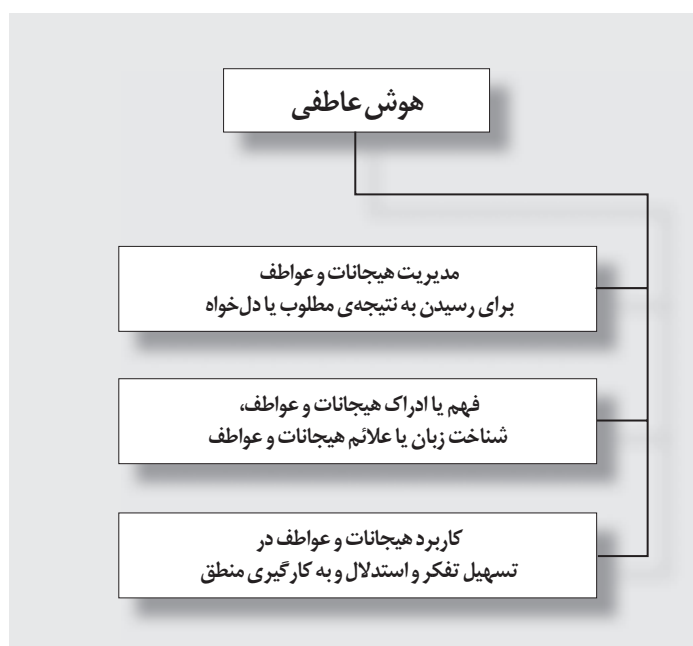 هوش عاطفی
مدیریت هیجانات و عواطف
برای رسیدن به نتیجه‌ی مطلوب یا دل‌خواه
فهم یا ادراک هیجانات و عواطف،
شناخت زبان یا علائم هیجانات و عواطف
کاربرد هیجانات و عواطف در
تسهیل تفکر و استدلال و به کارگیری منطق